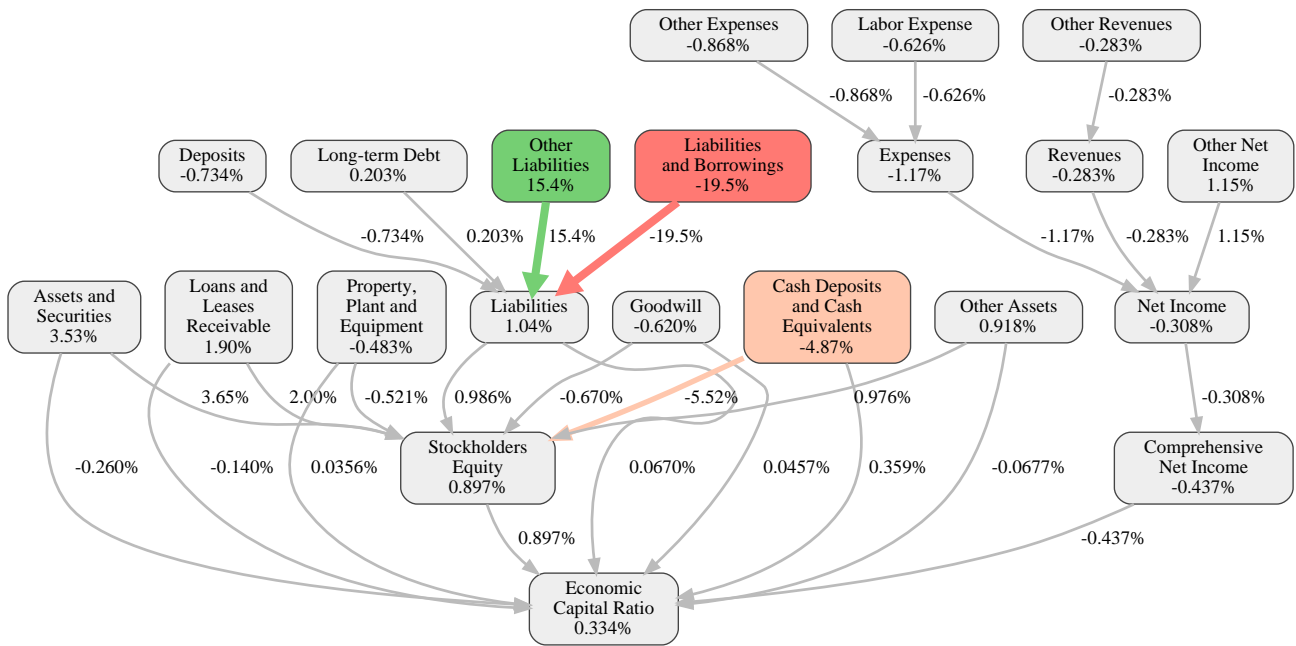 Other Expenses
-0.868%
Labor Expense
-0.626%
Other Revenues
-0.283%
-0.868%
-0.626%
-0.283%
Deposits
-0.734%
Long-term Debt
0.203%
Other
Liabilities
15.4%
Liabilities
and Borrowings
-19.5%
Expenses
-1.17%
Revenues
-0.283%
Other Net
Income
1.15%
-0.734%
0.203%
15.4%
-19.5%
-1.17%
-0.283%
1.15%
Assets and
Securities
3.53%
Loans and
Leases
Receivable
1.90%
Property,
Plant and
Equipment
-0.483%
Liabilities
1.04%
Goodwill
-0.620%
Cash Deposits
and Cash
Equivalents
-4.87%
Other Assets
0.918%
Net Income
-0.308%
3.65%
2.00%
-0.521%
0.986%
-0.670%
-5.52%
0.976%
-0.308%
Stockholders
Equity
0.897%
Comprehensive
Net Income
-0.437%
-0.260%
-0.140%
0.0356%
0.0670%
0.0457%
0.359%
-0.0677%
0.897%
-0.437%
Economic
Capital Ratio
0.334%